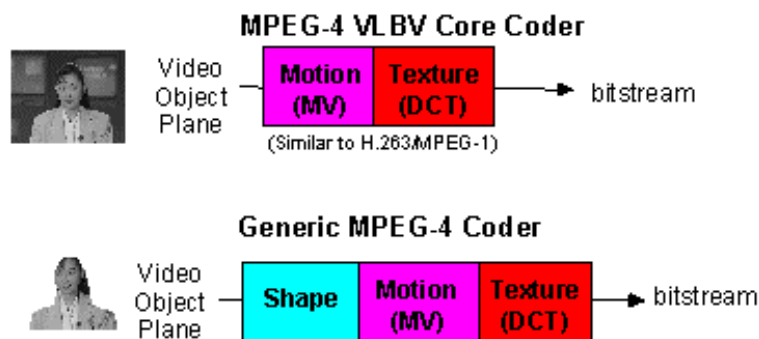 MPEG-4 VLBV Core Coder
Video
Object
Plane
Motion
(MV)
Texture
(DCT)
bitstream
(Similar to H.263/MPEG-1)
Generic MPEG-4 Coder
Video
Object
Plane
Shape
Motion
(MV)
Texture
(DCT)
bitstream